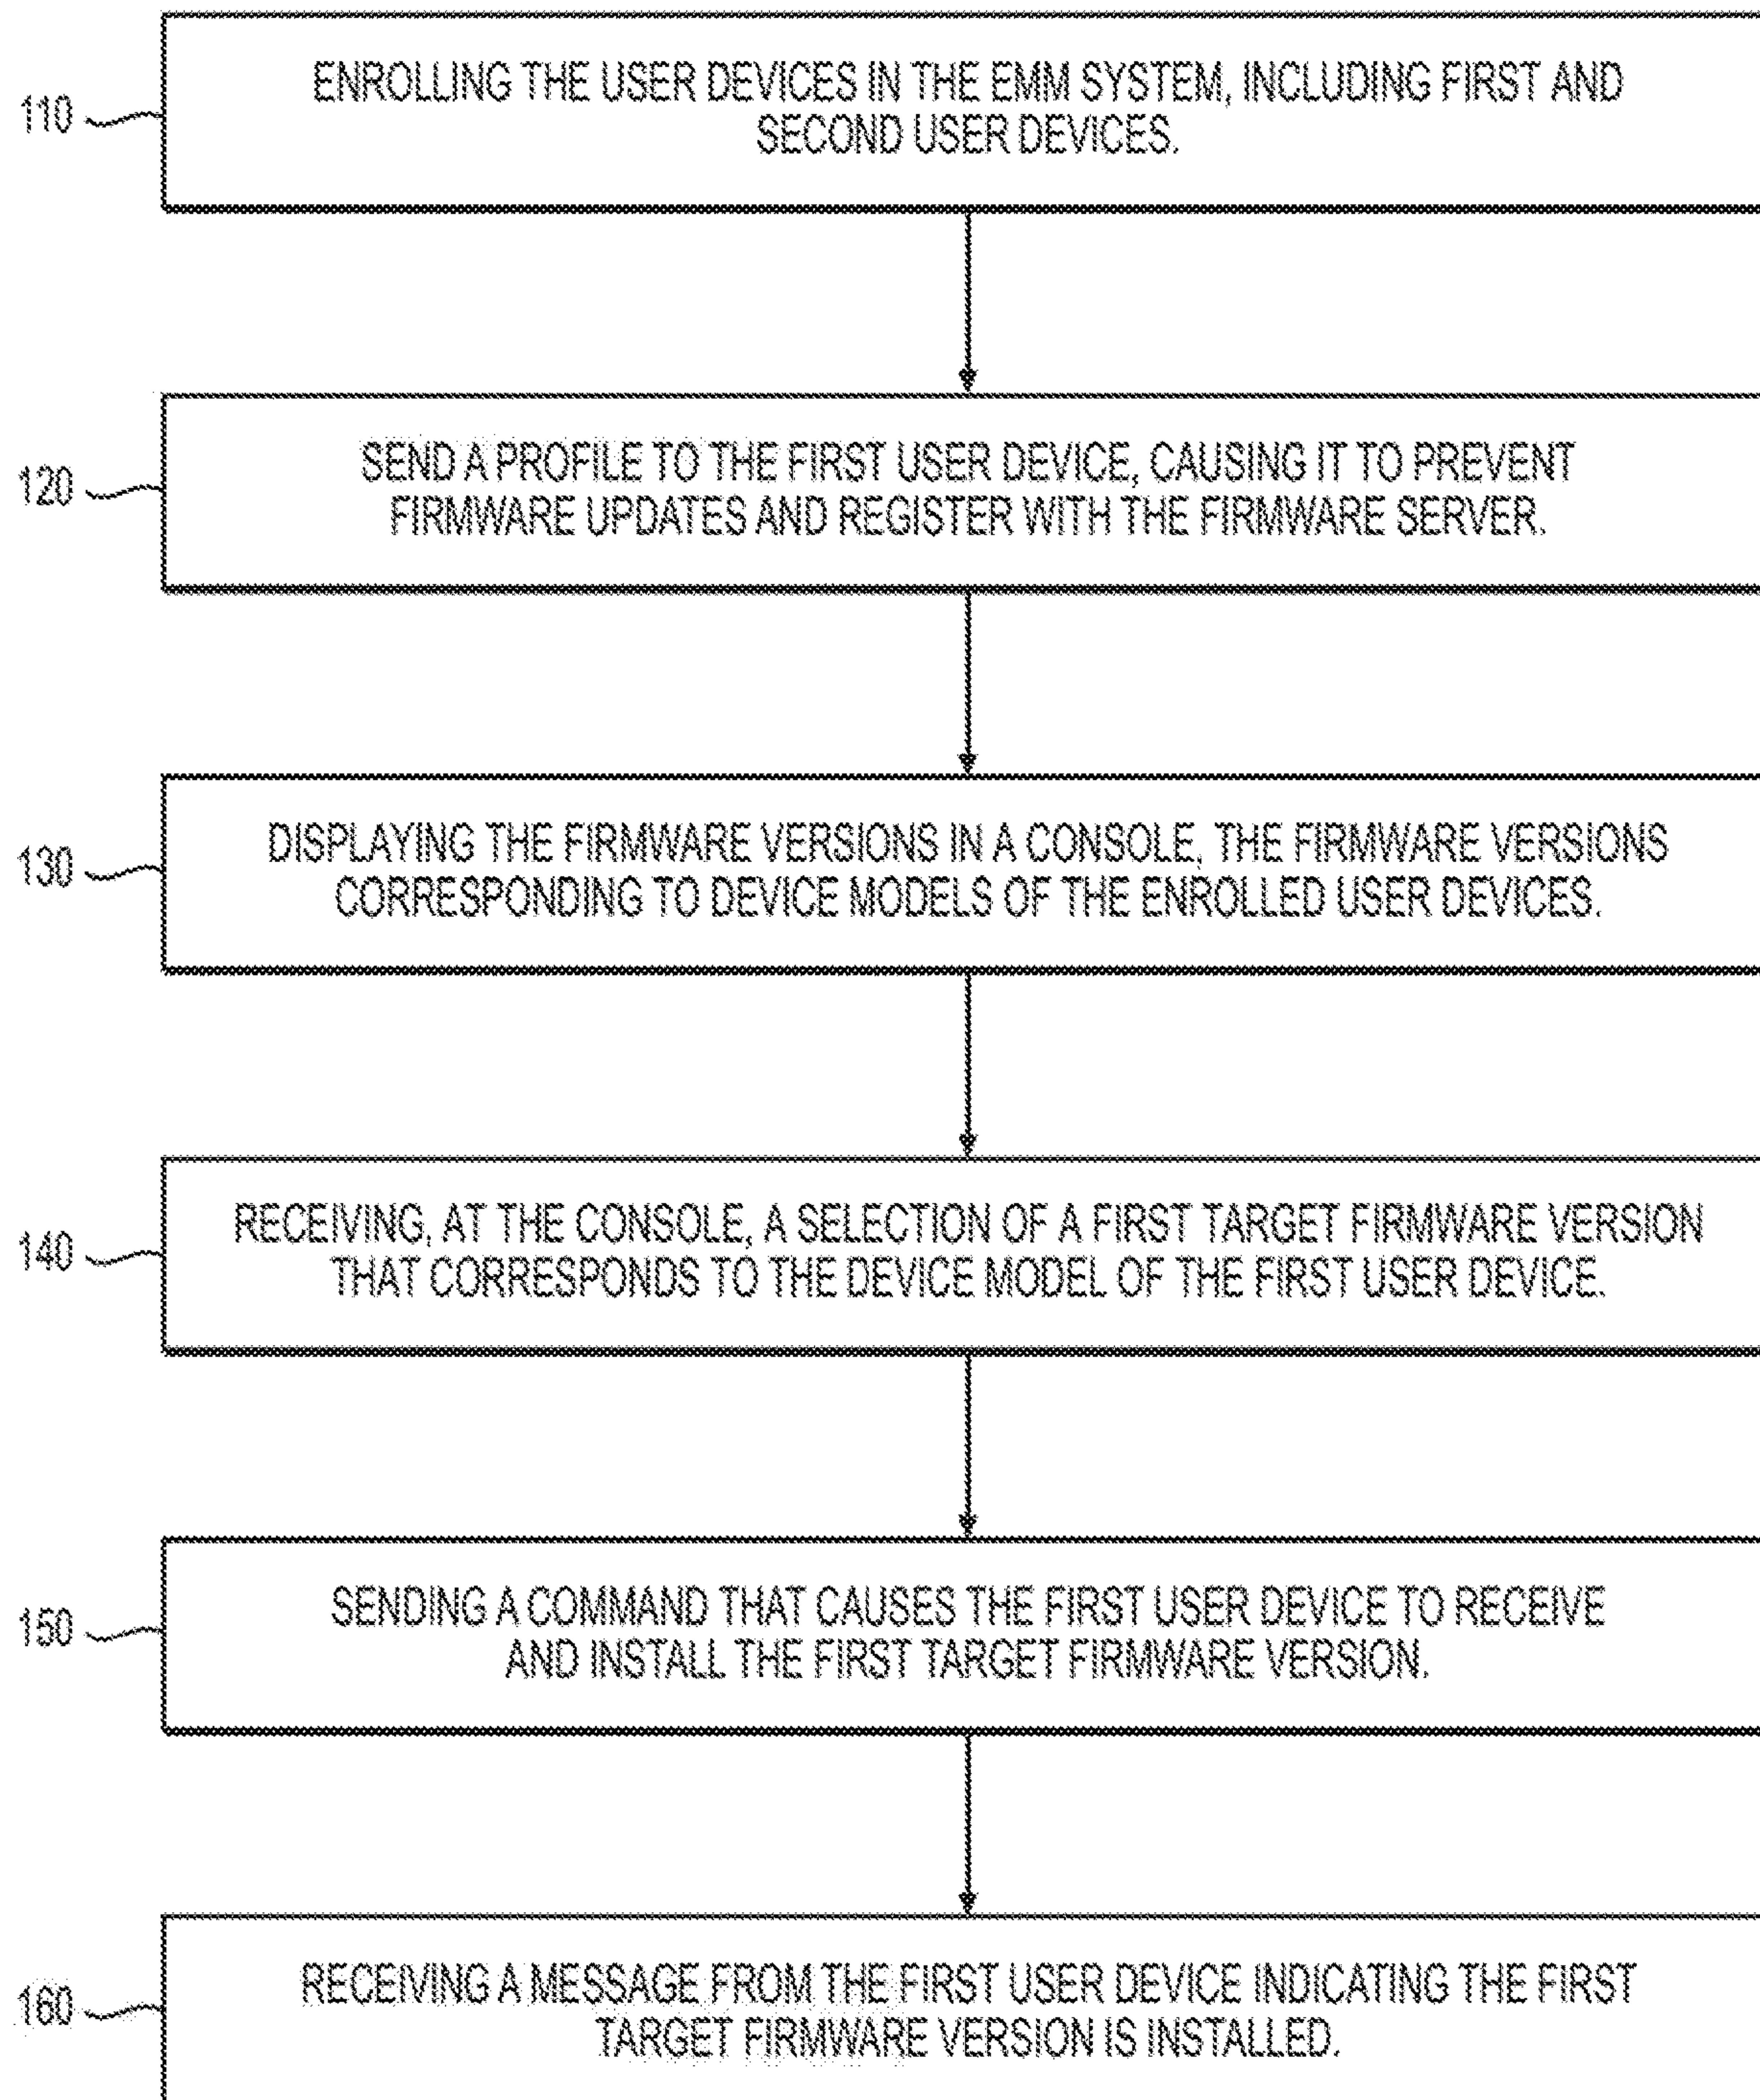 110
ENROLLING THE USER DEVICES IN THE EMM SYSTEM, INCLUDING FIRST AND
SECOND USER DEVICES.
120
SEND A PROFILE TO THE FIRST USER DEVICE, CAUSING IT TO PREVENT
FIRMWARE UPDATES AND REGISTER WITH THE FIRMWARE SERVER.
130
DISPLAYING THE FIRMWARE VERSIONS IN A CONSOLE, THE FIRMWARE VERSIONS
CORRESPONDING TO DEVICE MODELS OF THE ENROLLED USER DEVICES.
140
RECEIVING, AT THE CONSOLE, A SELECTION OF A FIRST TARGET FIRMWARE VERSION
THAT CORRESPONDS TO THE DEVICE MODEL OF THE FIRST USER DEVICE.
150
SENDING A COMMAND THAT CAUSES THE FIRST USER DEVICE TO RECEIVE
AND INSTALL THE FIRST TARGET FIRMWARE VERSION.
160
RECEIVING A MESSAGE FROM THE FIRST USER DEVICE INDICATING THE FIRST
TARGET FIRMWARE VERSION IS INSTALLED.